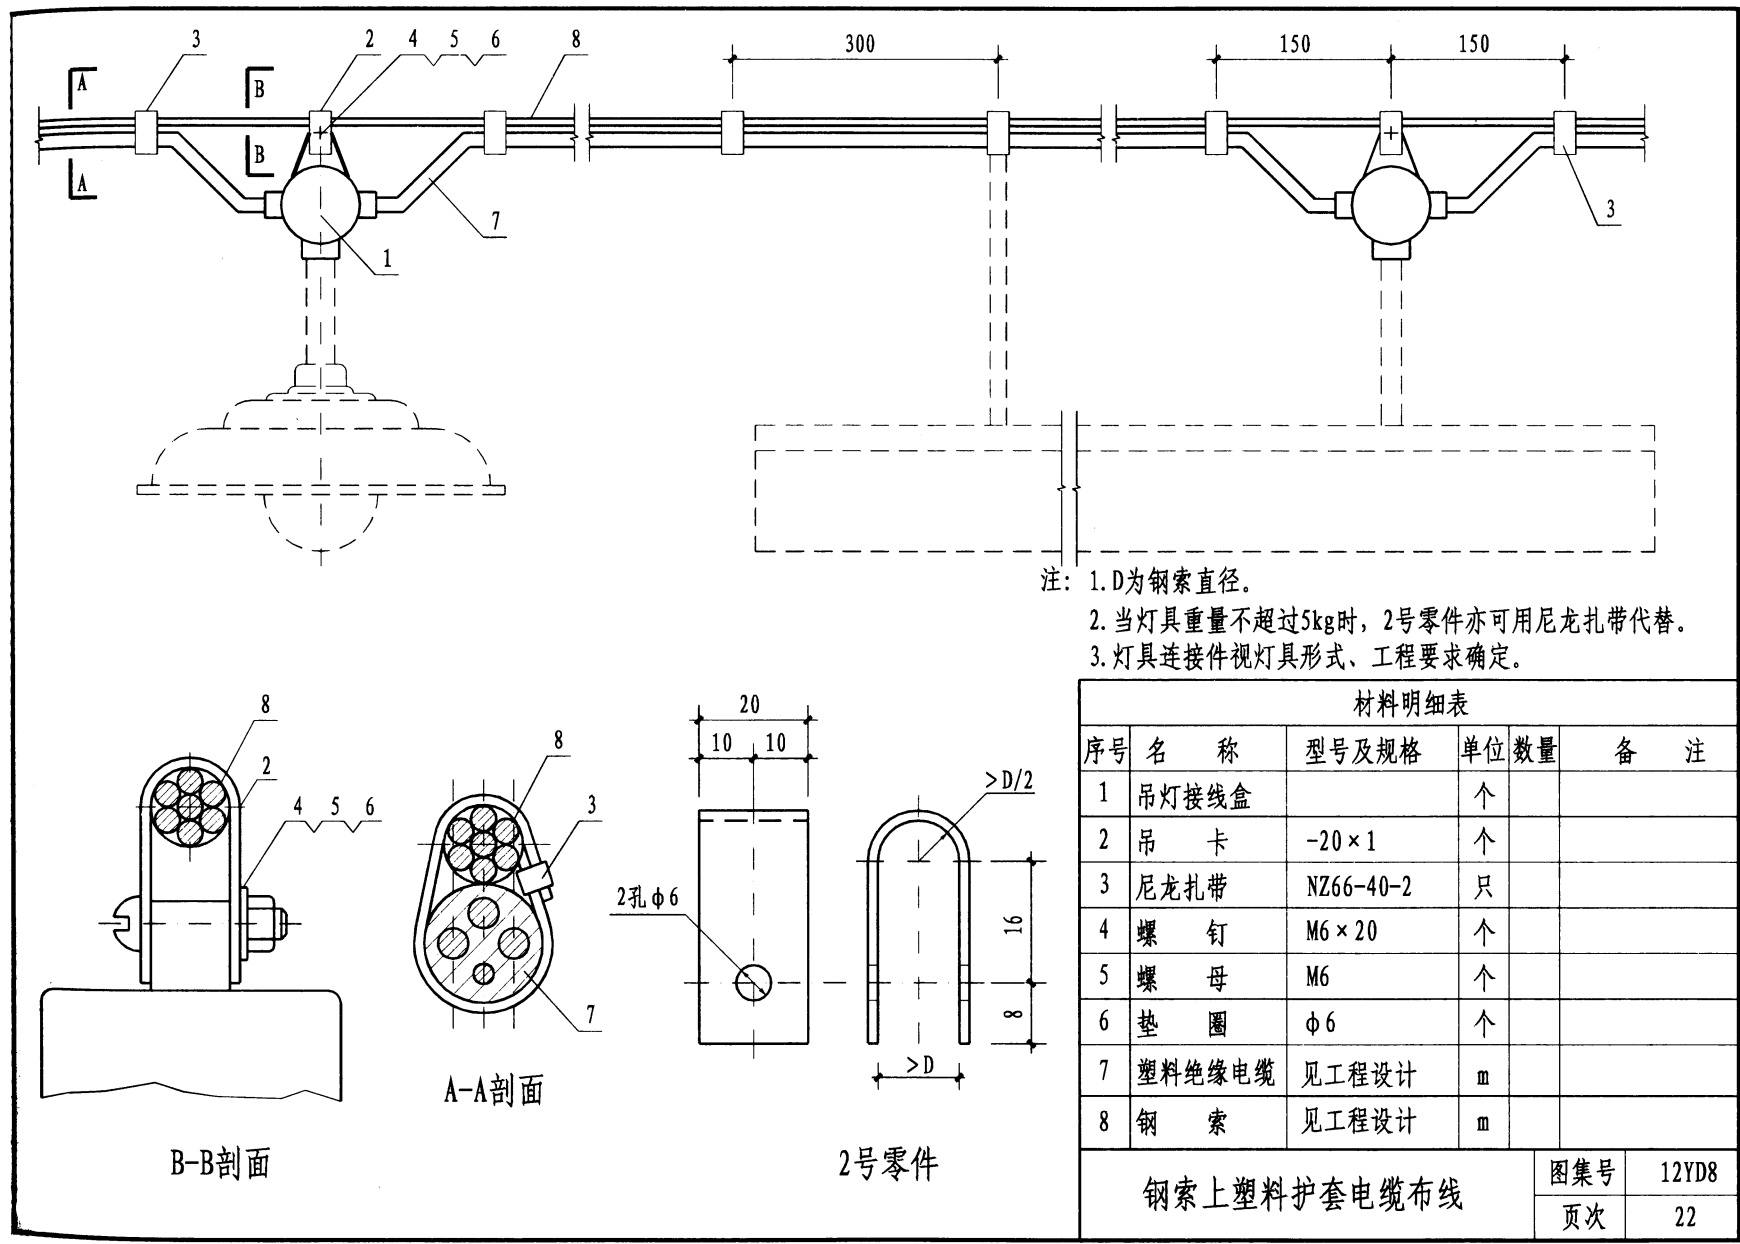 3 2 4 5 6 8 300 150 150
A B
B
A
7 3
1
注: 1.D为钢索直径。
2.当灯具重量不超过5kg时，2号零件亦可用尼龙扎带代替。
3.灯具连接件视灯具形式、工程要求确定。
8
2
4 5 6
B-B剖面
8
3
7
A-A剖面
20
10 10
>D/2
2孔ф6
16
8
>D
2号零件
材料明细表
序号 名 称 型号及规格 单位 数量 备 注
1 吊灯接线盒 个
2 吊 卡 -20×1 个
3 尼龙扎带 NZ66-40-2 只
4 螺 钉 M6×20 个
5 螺 母 M6 个
6 垫 圈 ф6 个
7 塑料绝缘电缆 见工程设计 m
8 钢 索 见工程设计 m
钢索上塑料护套电缆布线
图集号 12YD8
页次 22